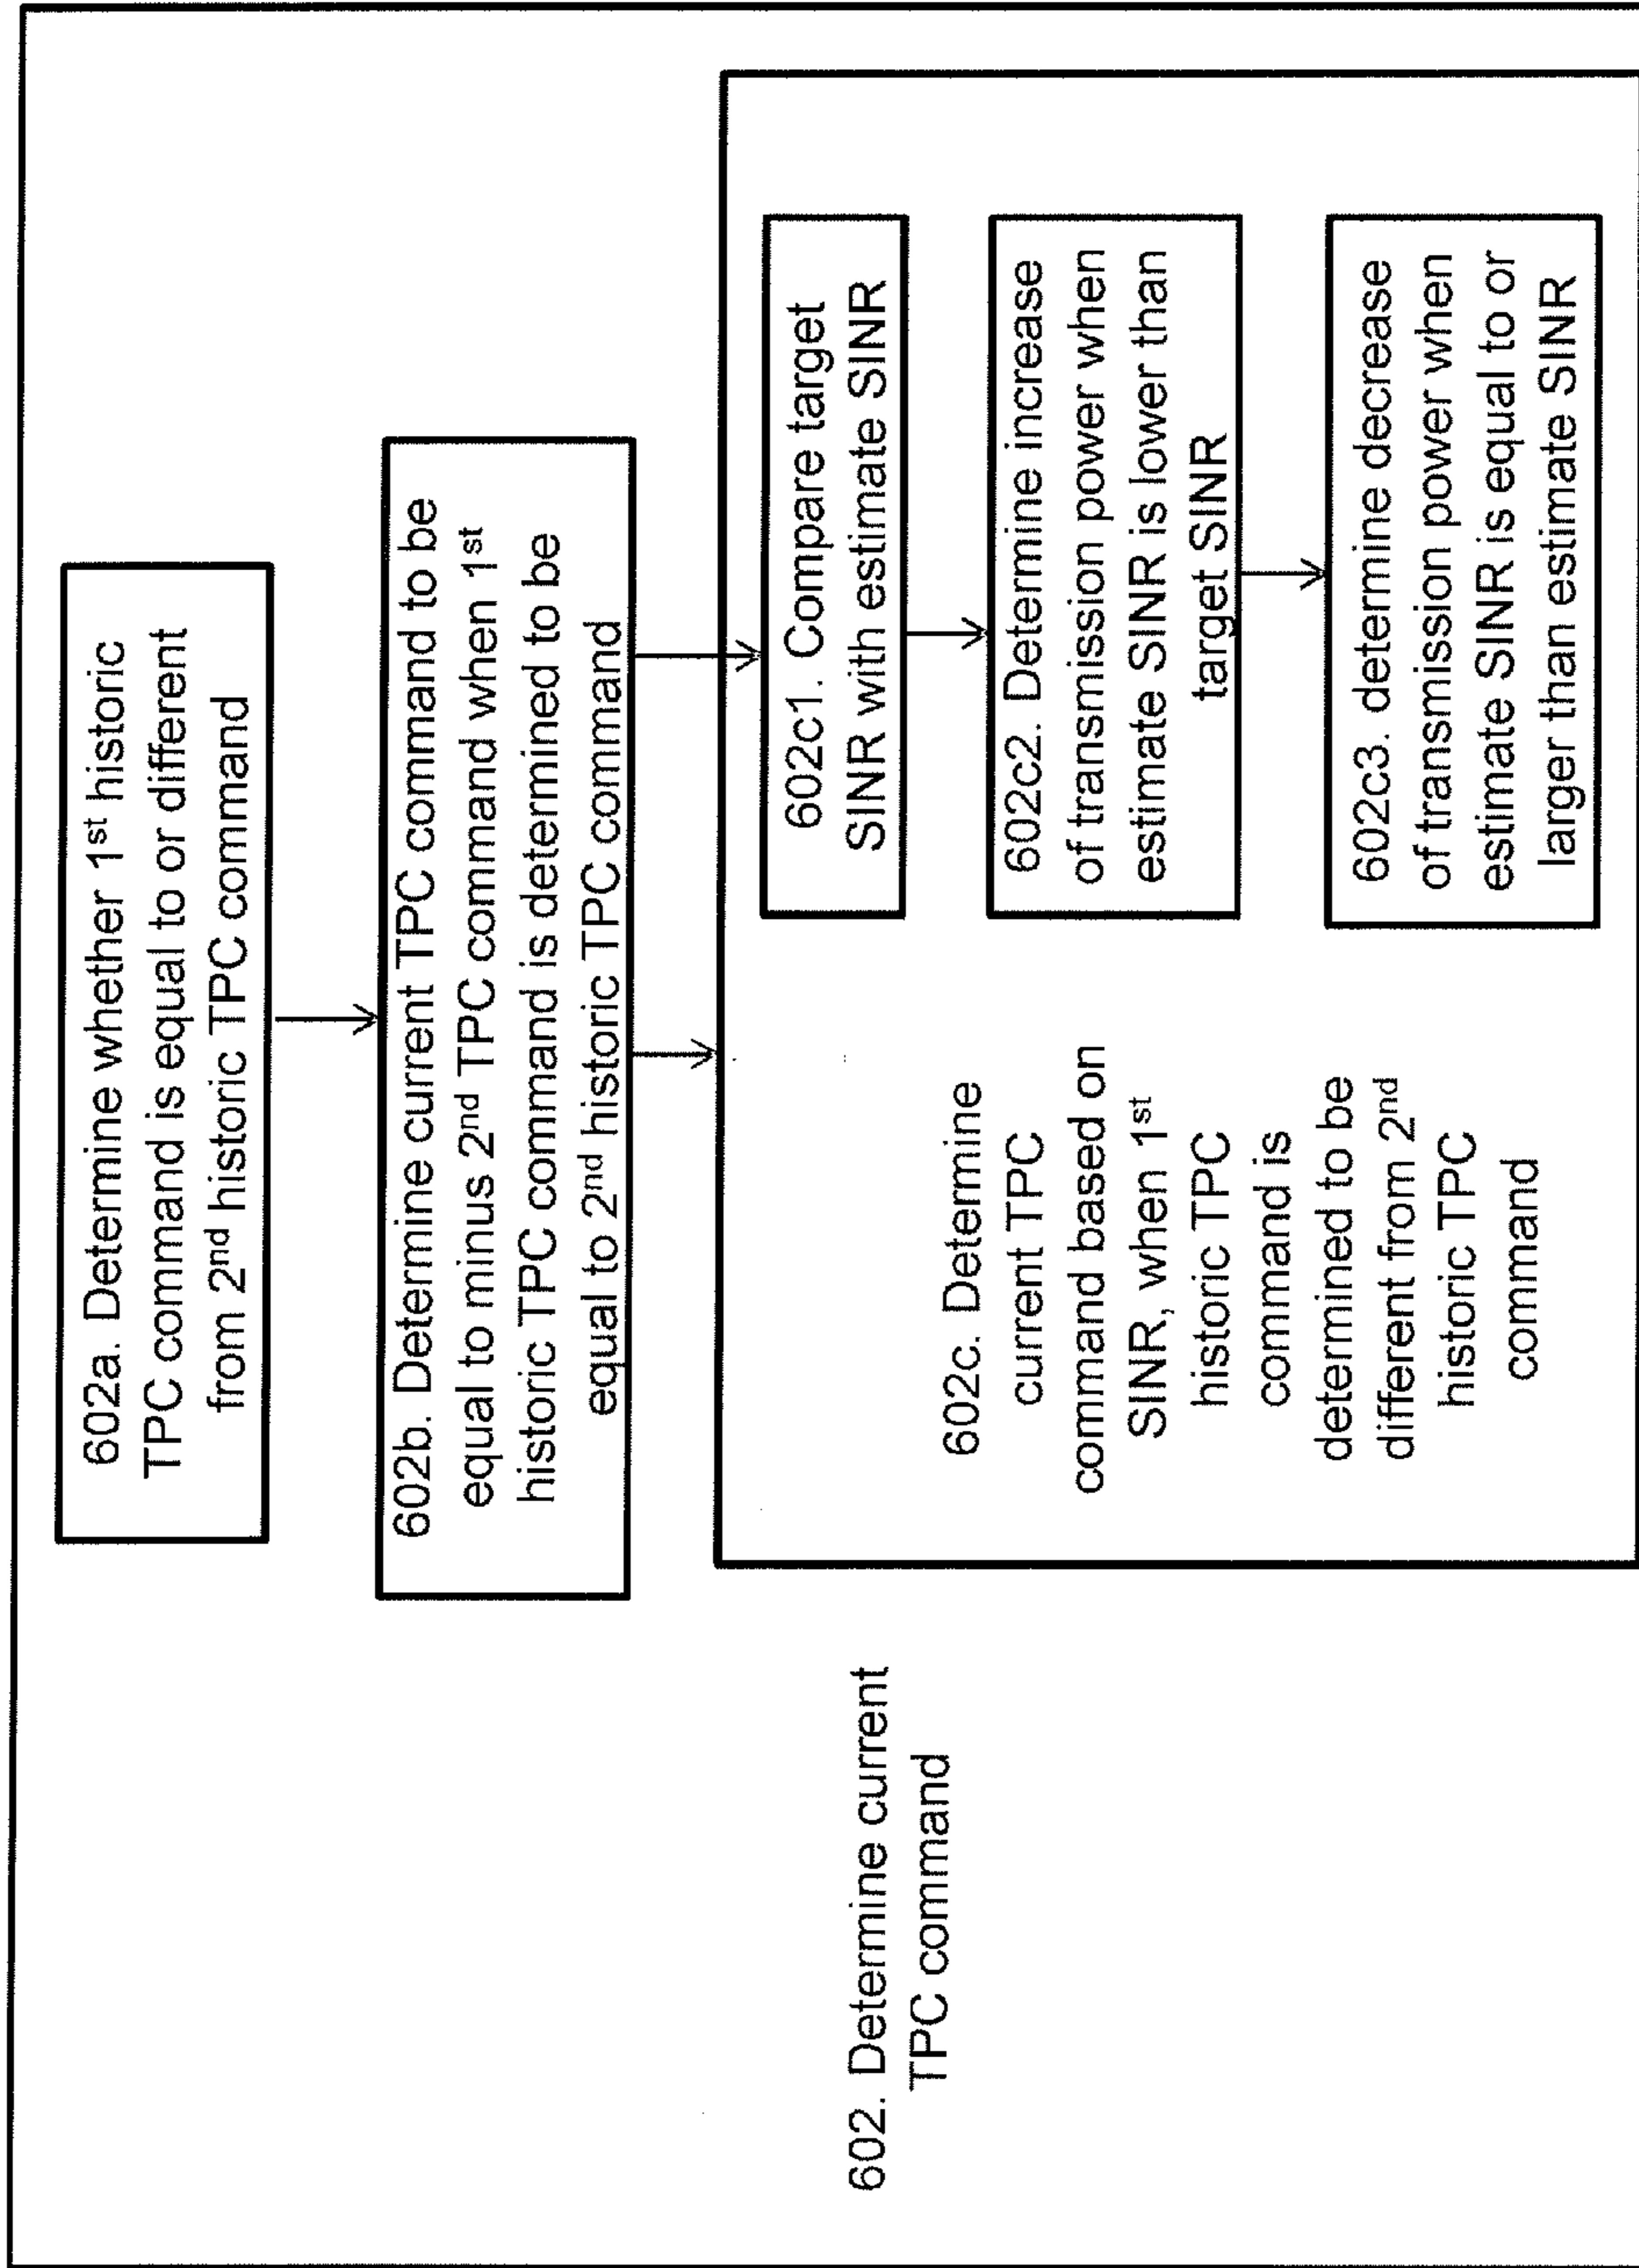 602. Determine current
TPC command
602a. Determine whether 1st historic
TPC command is equal to or different
from 2nd historic TPC command
602b. Determine current TPC command to be
equal to minus 2nd TPC command when 1st
historic TPC command is determined to be
equal to 2nd historic TPC command
602c. Determine
current TPC
command based on
SINR, when 1st
historic TPC
command is
determined to be
different from 2nd
historic TPC
command
602c1. Compare target
SINR with estimate SINR
602c2. Determine increase
of transmission power when
estimate SINR is lower than
target SINR
602c3. determine decrease
of transmission power when
estimate SINR is equal to or
larger than estimate SINR